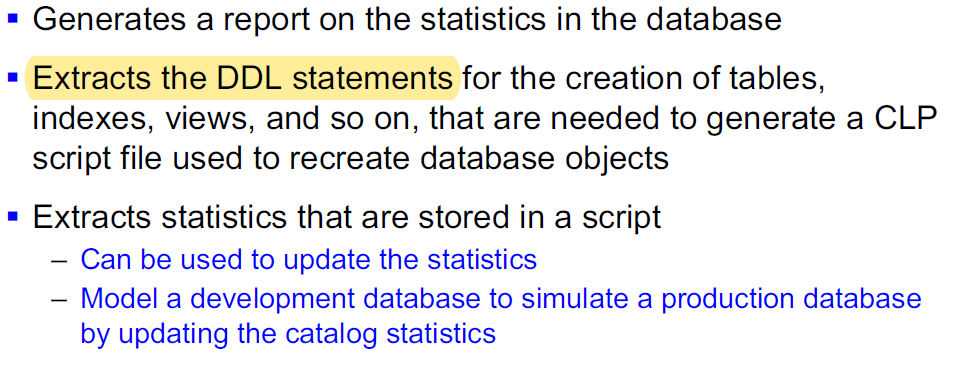 ▪ Generates a report on the statistics in the database
▪ Extracts the DDL statements for the creation of tables,
indexes, views, and so on, that are needed to generate a CLP
script file used to recreate database objects
▪ Extracts statistics that are stored in a script
– Can be used to update the statistics
– Model a development database to simulate a production database
by updating the catalog statistics